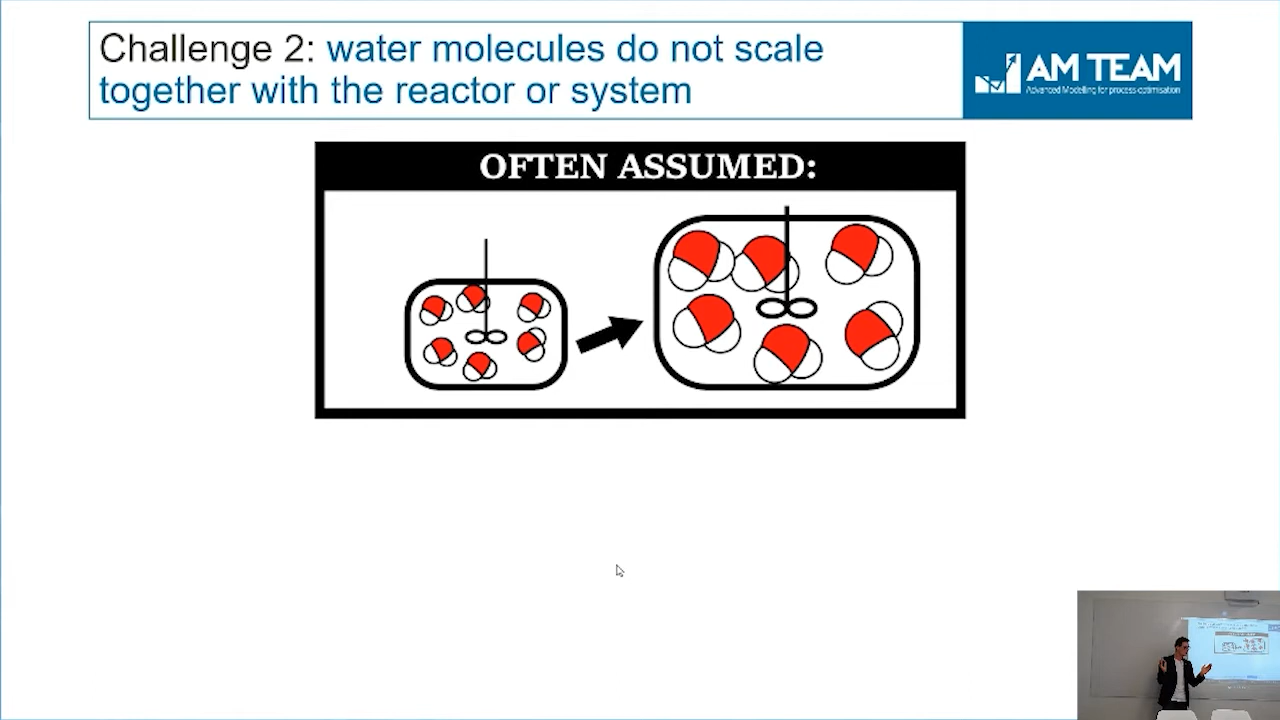 Challenge 2: water molecules do not scale
together with the reactor or system
AM TEAM
Advanced Modelling for process optimisation
OFTEN ASSUMED: